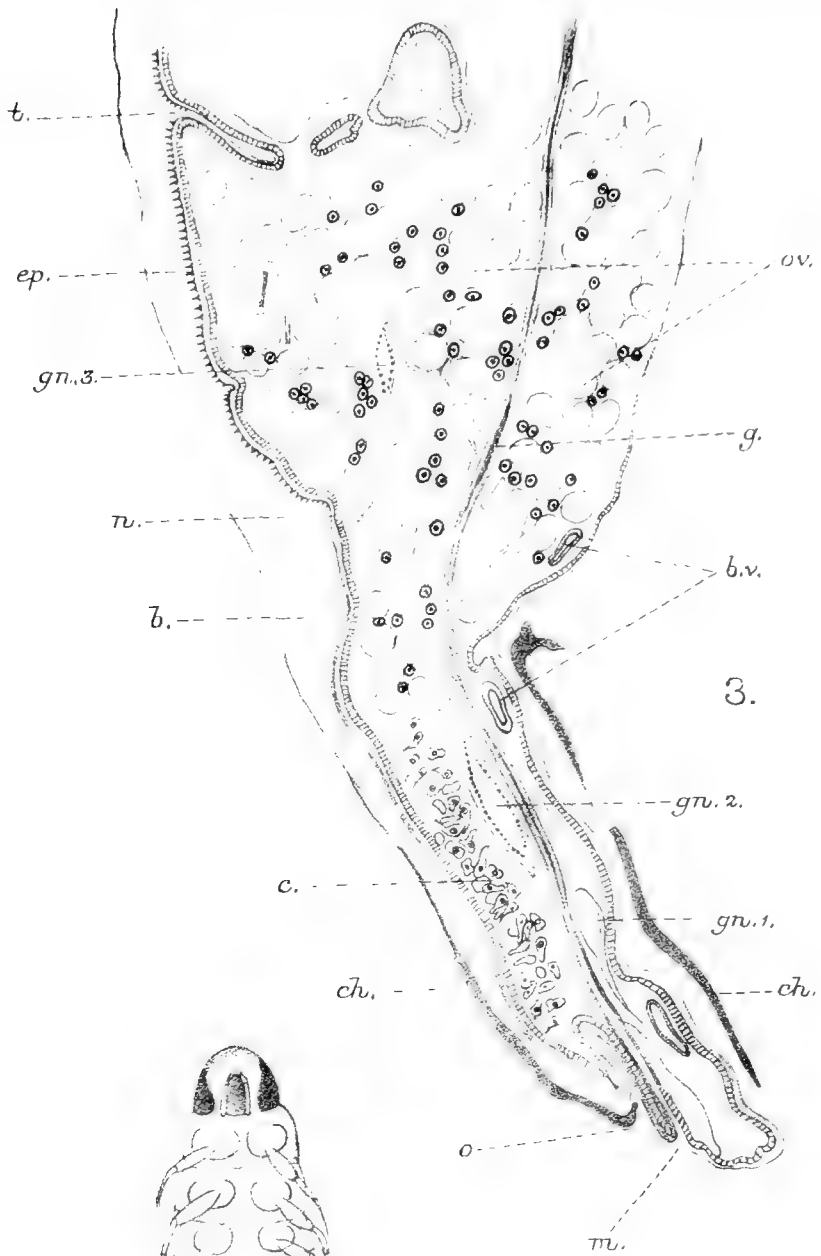 t.
ep.
ov.
gn.3.
g.
n.
b.v.
b.
3.
gn.2.
c.
gn.1.
ch.
ch.
o
m.